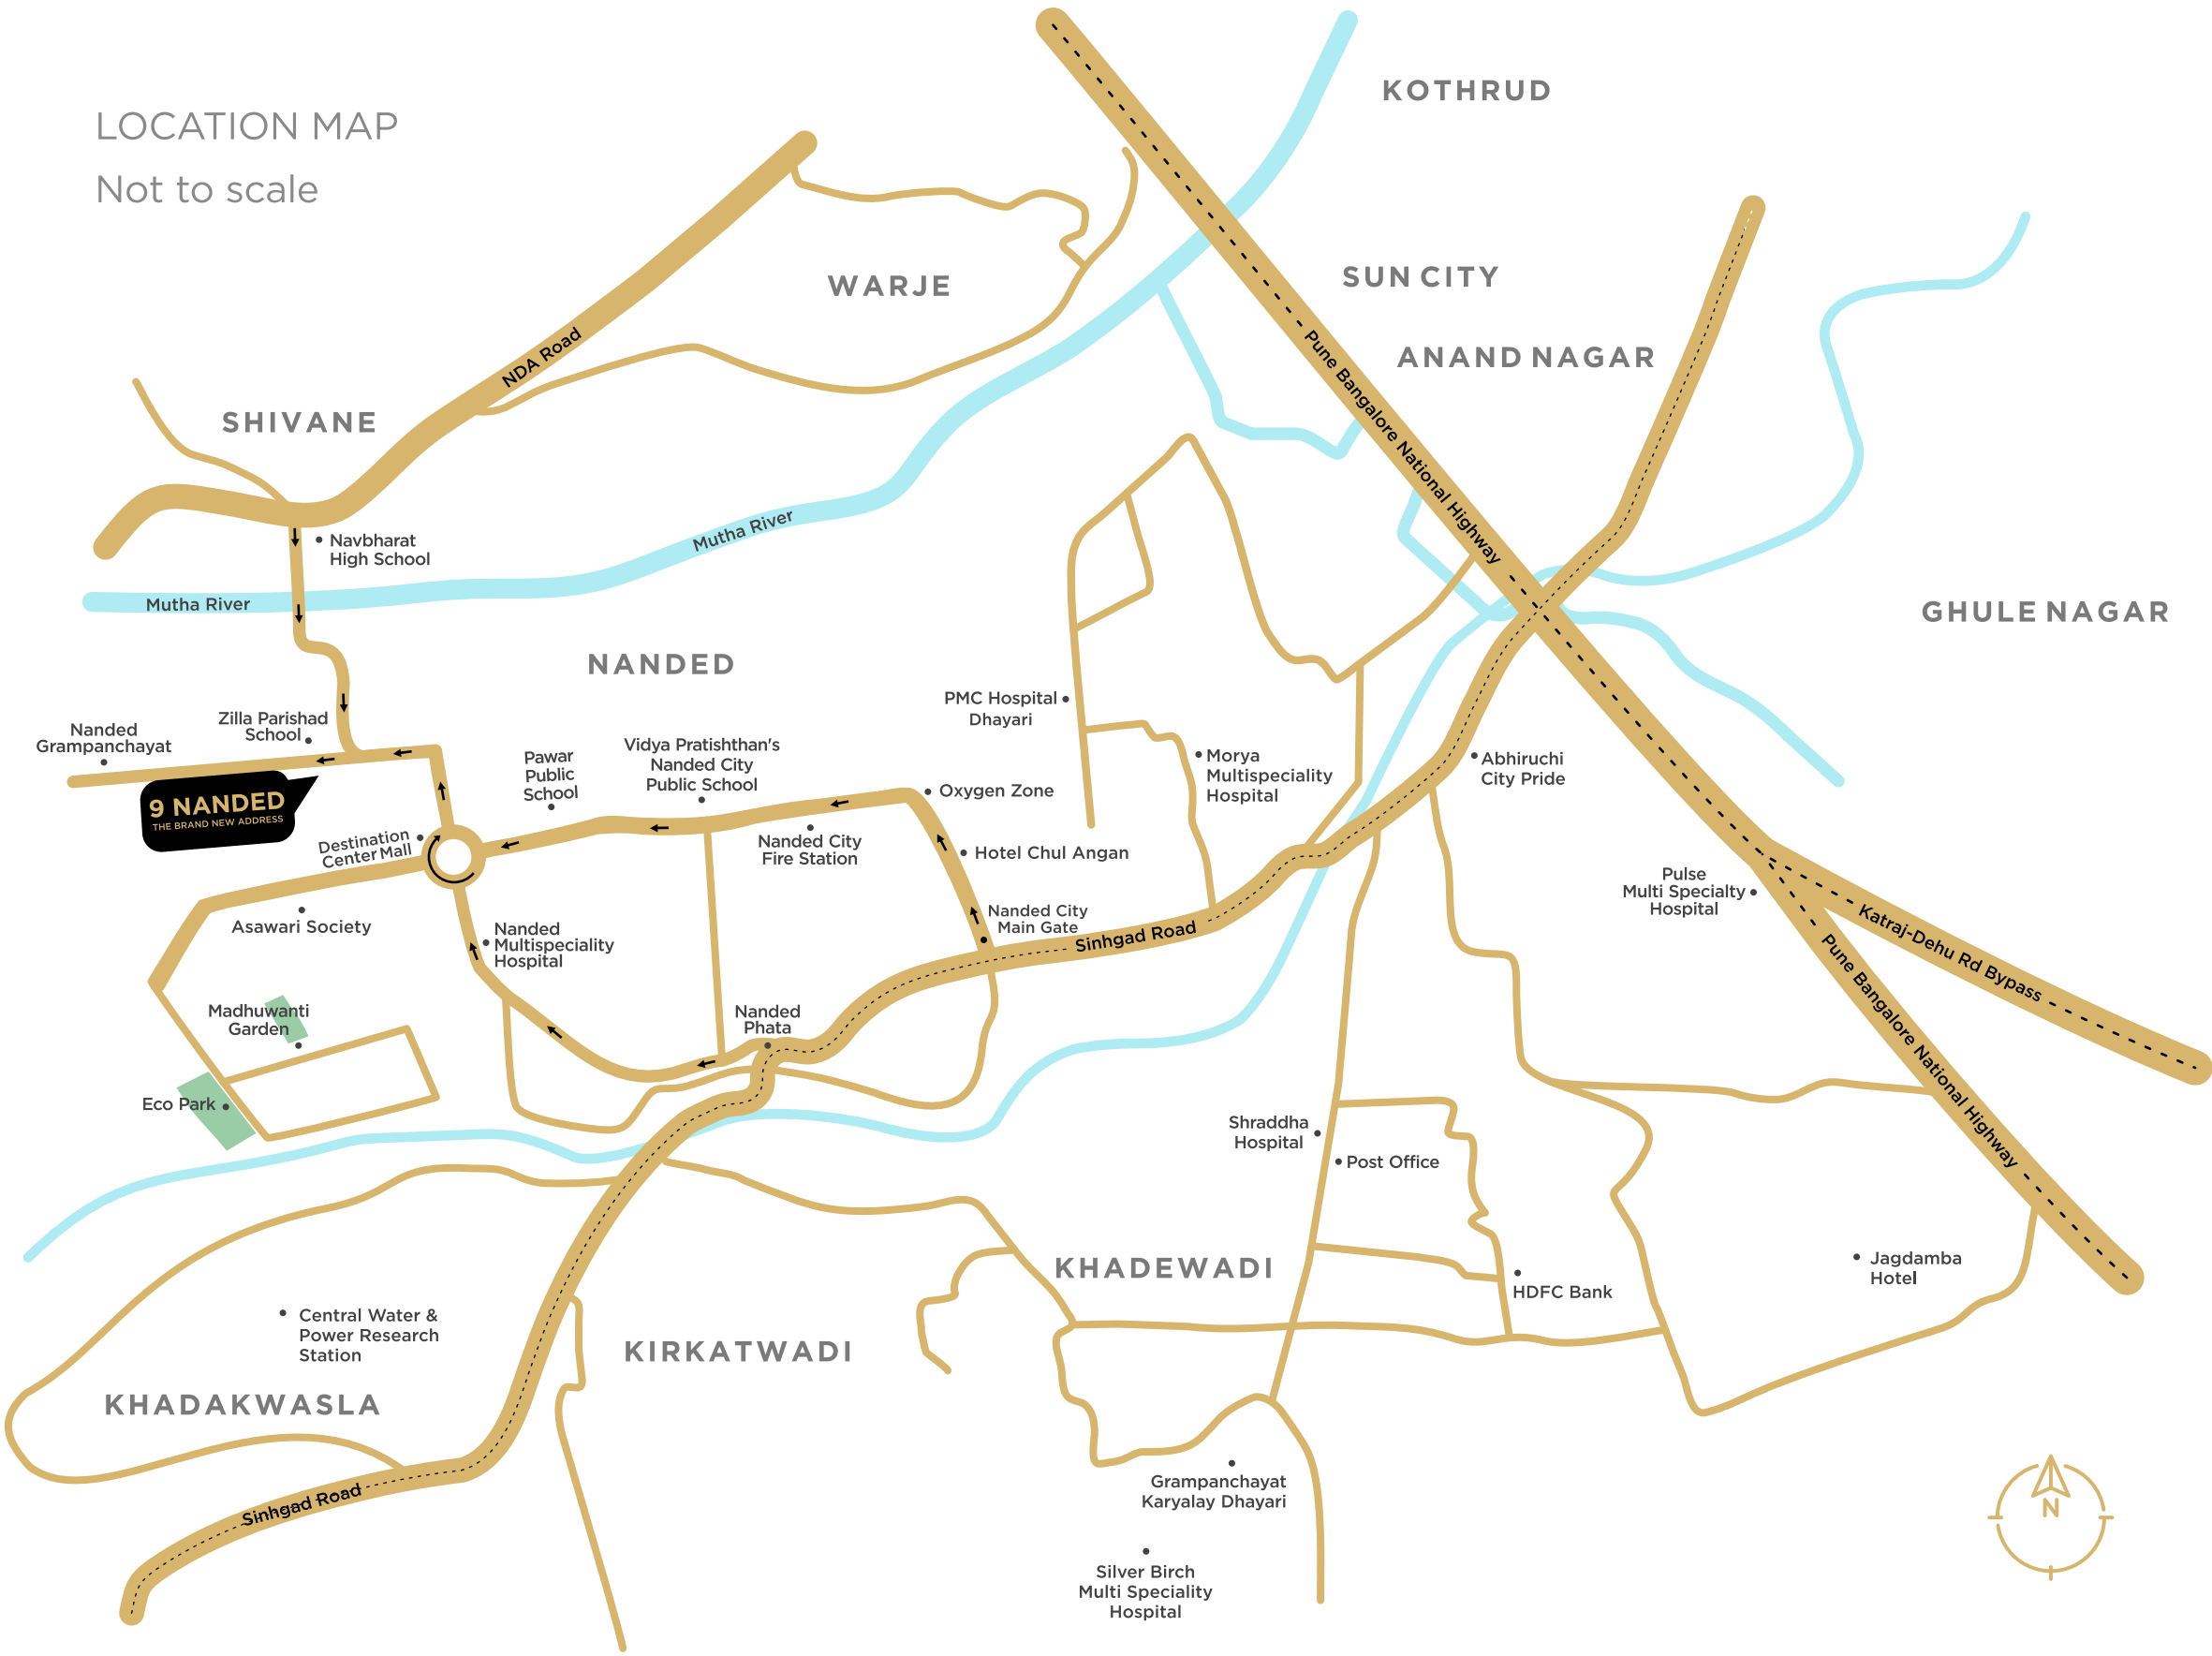 LOCATION MAP
Not to scale
KOTHRUD
WARJE
SUN CITY
ANAND NAGAR
NDA Road
Pune Bangalore National Highway
SHIVANE
Navbharat
High School
Mutha River
Mutha River
GHULE NAGAR
NANDED
PMC Hospital
Dhayari
Zilla Parishad
School
Nanded
Grampanchayat
9 NANDED
THE BRAND NEW ADDRESS
Pawar
Public
School
Vidya Pratishthan's
Nanded City
Public School
Oxygen Zone
Morya
Multispeciality
Hospital
Abhiruchi
City Pride
Destination
Center Mall
Nanded City
Fire Station
Hotel Chul Angan
Pulse
Multi Specialty
Hospital
Asawari Society
Nanded
Multispeciality
Hospital
Nanded City
Main Gate
Sinhgad Road
Katraj-Dehu Rd Bypass
Pune Bangalore National Highway
Madhuwanti
Garden
Nanded
Phata
Eco Park
Shraddha
Hospital
Post Office
KHADEWADI
HDFC Bank
Jagdamba
Hotel
Central Water &
Power Research
Station
KIRKATWADI
KHADAKWASLA
Sinhgad Road
Grampanchayat
Karyalay Dhayari
Silver Birch
Multi Speciality
Hospital
N